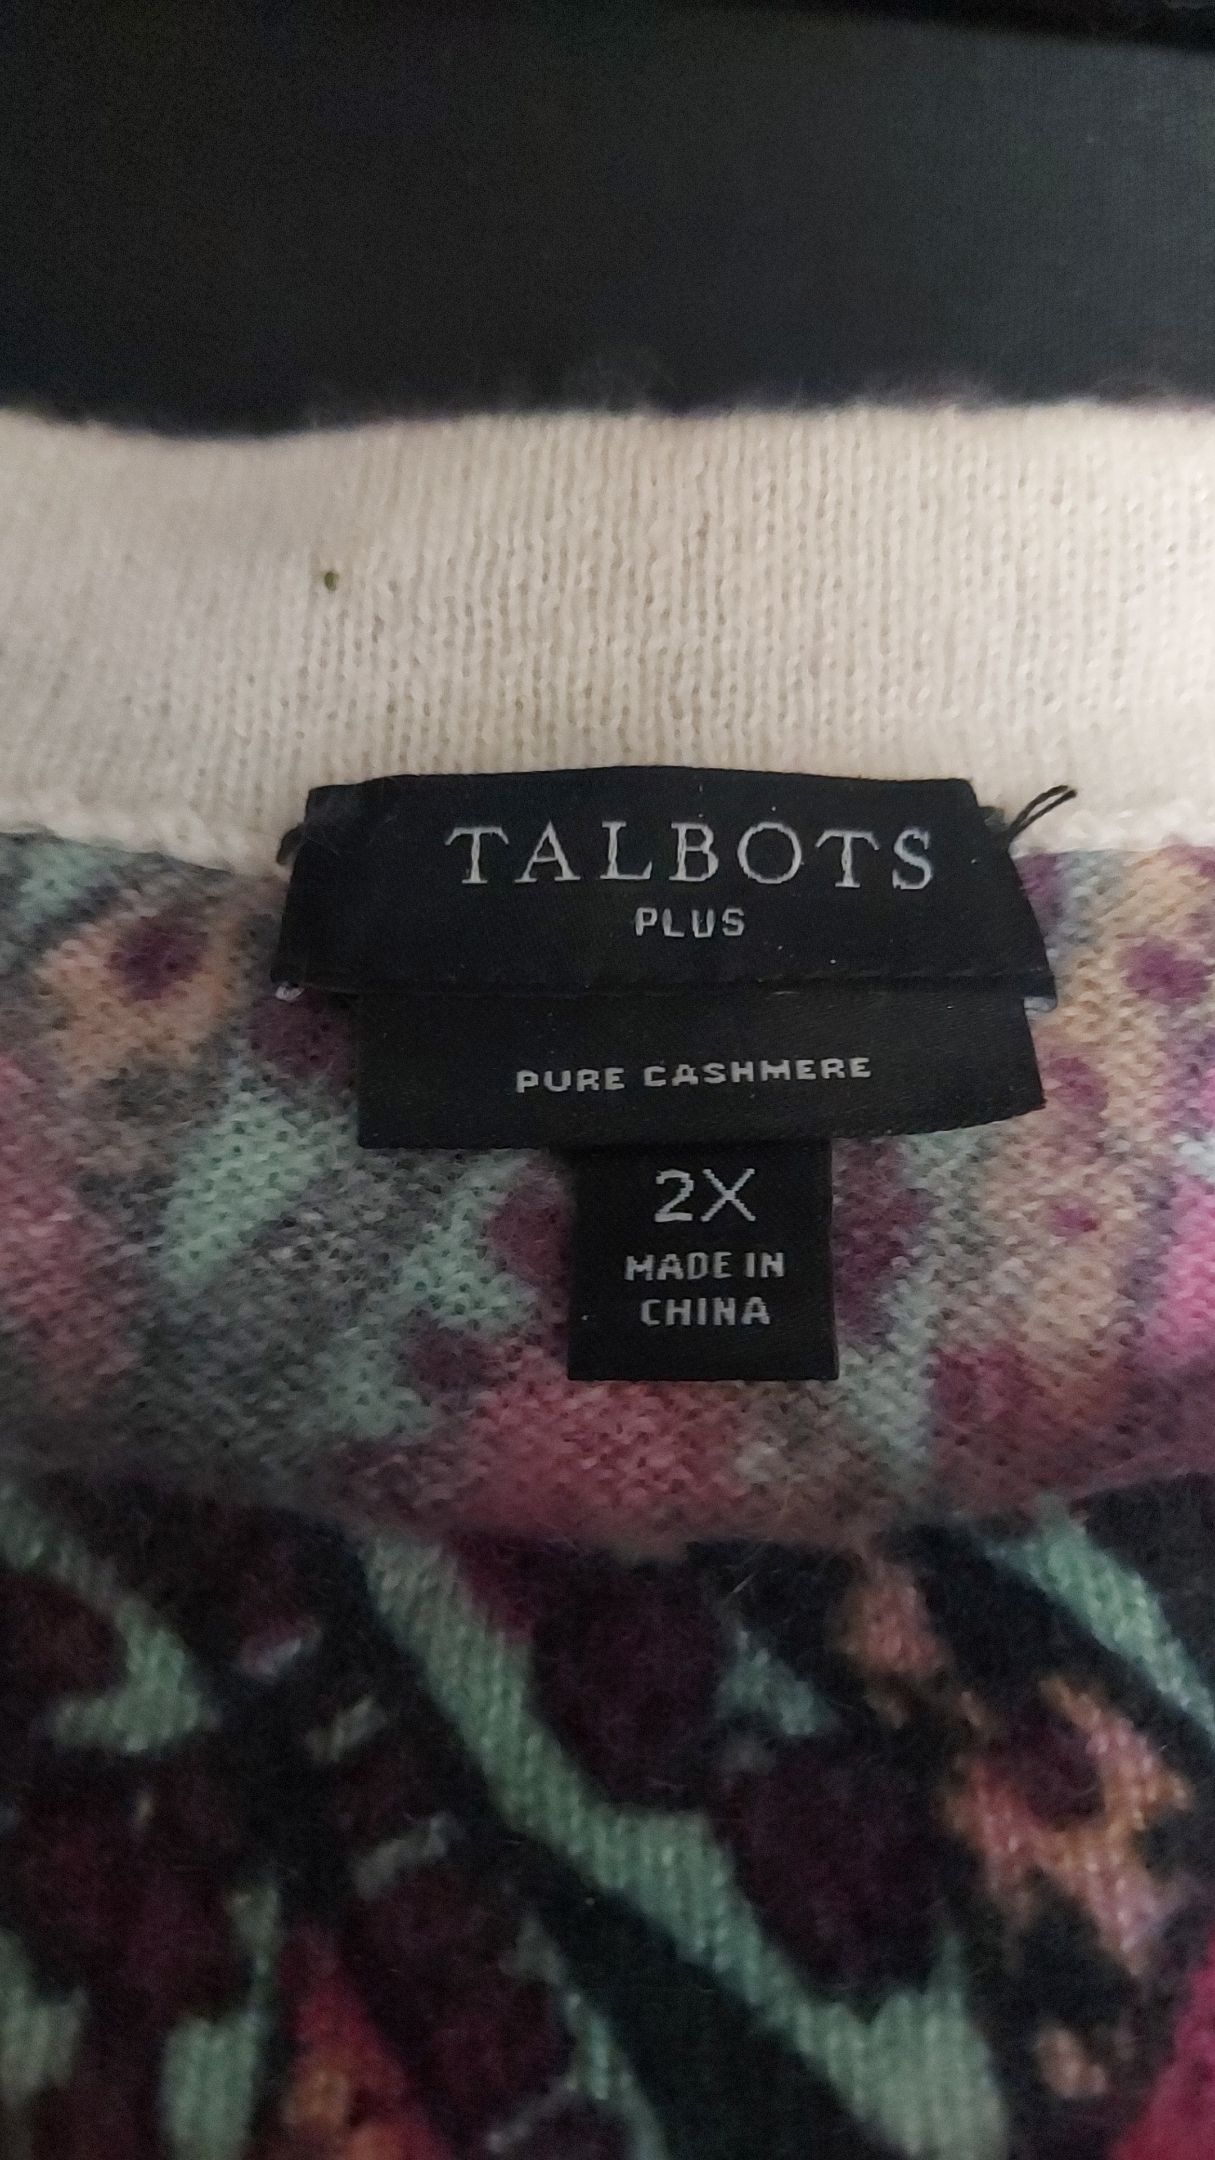 TALBOTS
PLUS
PURE CASHMERE
2X
MADE IN
CHINA